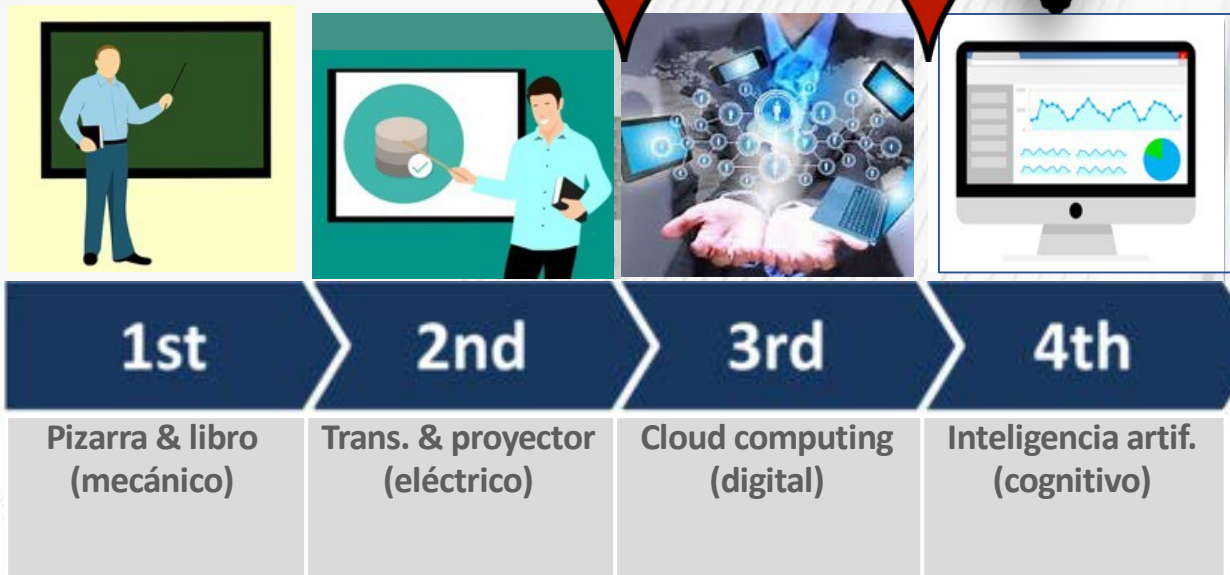 1st
2nd
3rd
4th
Pizarra & libro
(mecánico)
Trans. & proyector
(eléctrico)
Cloud computing
(digital)
Inteligencia artif.
(cognitivo)